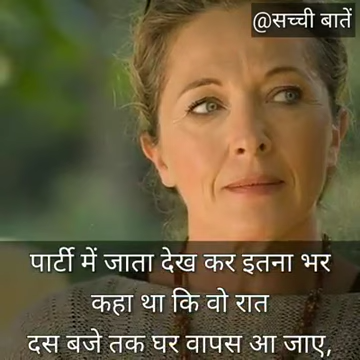 @सच्ची बातें
पार्टी में जाता देख कर इतना भर
कहा था कि वो रात
दस बजे तक घर वापस आ जाए,